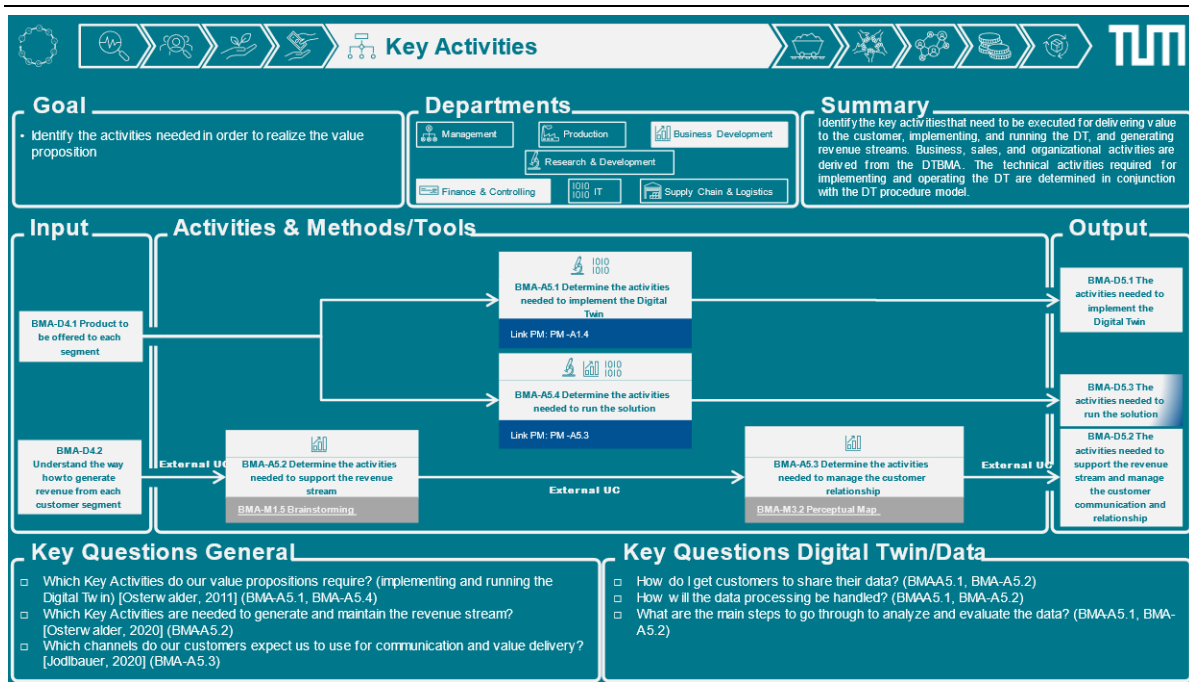 Key Activities
TUM
Goal
• Identify the activities needed in order to realize the value
proposition
Departments
Management
Production
Business Development
Research & Development
Finance & Controlling
1010
1010 IT
Supply Chain & Logistics
Summary
Identify the key activities that need to be executed for delivering value
to the customer, implementing, and running the DT, and generating
revenue streams. Business, sales, and organizational activities are
derived from the DTBMA. The technical activities required for
implementing and operating the DT are determined in conjunction
with the DT procedure model.
Input
BMA-D4.1 Product to
be offered to each
segment
BMA-D4.2
Understand the way
howto generate
revenue from each
customer segment
Activities & Methods/Tools
1010
1010
BMA-A5.1 Determine the activities
needed to implement the Digital
Twin
Link PM: PM -A1.4
1010
1010
BMA-A5.4 Determine the activities
needed to run the solution
Link PM: PM -A5.3
External UC
BMA-A5.2 Determine the activities
needed to support the revenue
stream
BMA-M1.5 Brainstorming
External UC
BMA-A5.3 Determine the activities
needed to manage the customer
relationship
BMA-M3.2 Perceptual Map
External UC
Output
BMA-D5.1 The
activities needed to
implement the
Digital Twin
BMA-D5.3 The
activities needed to
run the solution
BMA-D5.2 The
activities needed to
support the revenue
stream and manage
the customer
communication and
relationship
Key Questions General
□ Which Key Activities do our value propositions require? (implementing and running the
Digital Twin) [Osterwalder, 2011] (BMA-A5.1, BMA-A5.4)
□ Which Key Activities are needed to generate and maintain the revenue stream?
[Osterwalder, 2020] (BMAA5.2)
□ Which channels do our customers expect us to use for communication and value delivery?
[Jodlbauer, 2020] (BMA-A5.3)
Key Questions Digital Twin/Data
□ How do I get customers to share their data? (BMAA5.1, BMA-A5.2)
□ How will the data processing be handled? (BMAA5.1, BMA-A5.2)
□ What are the main steps to go through to analyze and evaluate the data? (BMAA5.1, BMA-
A5.2)